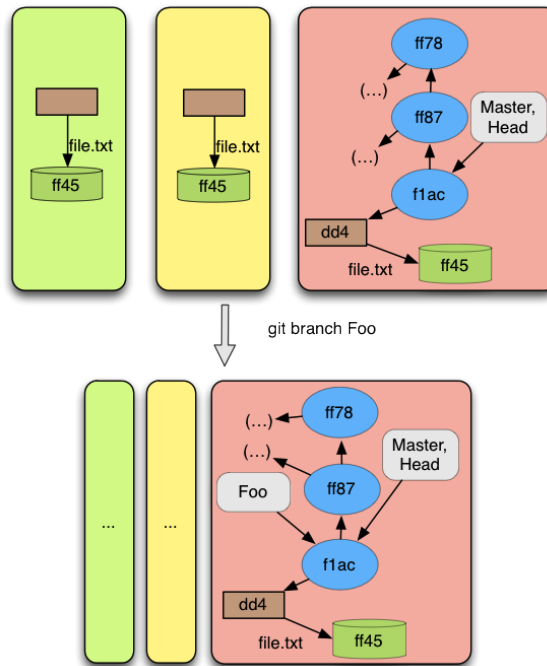 file.txt
ff45
file.txt
ff45
ff78
(...)
ff87
Master,
Head
(...)
f1ac
dd4
file.txt
ff45
git branch Foo
...
...
ff78
(...)
Master,
Head
(...)
ff87
Foo
f1ac
dd4
file.txt
ff45